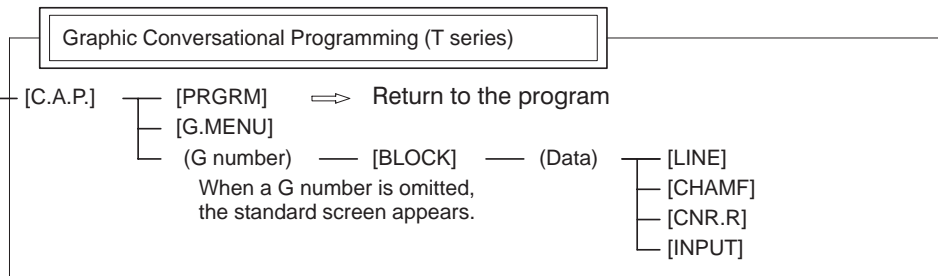 Graphic Conversational Programming (T series)
[C.A.P.] [PRGRM] Return to the program
[G.MENU]
(G number) [BLOCK] (Data) [LINE]
When a G number is omitted,
the standard screen appears.
[CHAMF]
[CNR.R]
[INPUT]